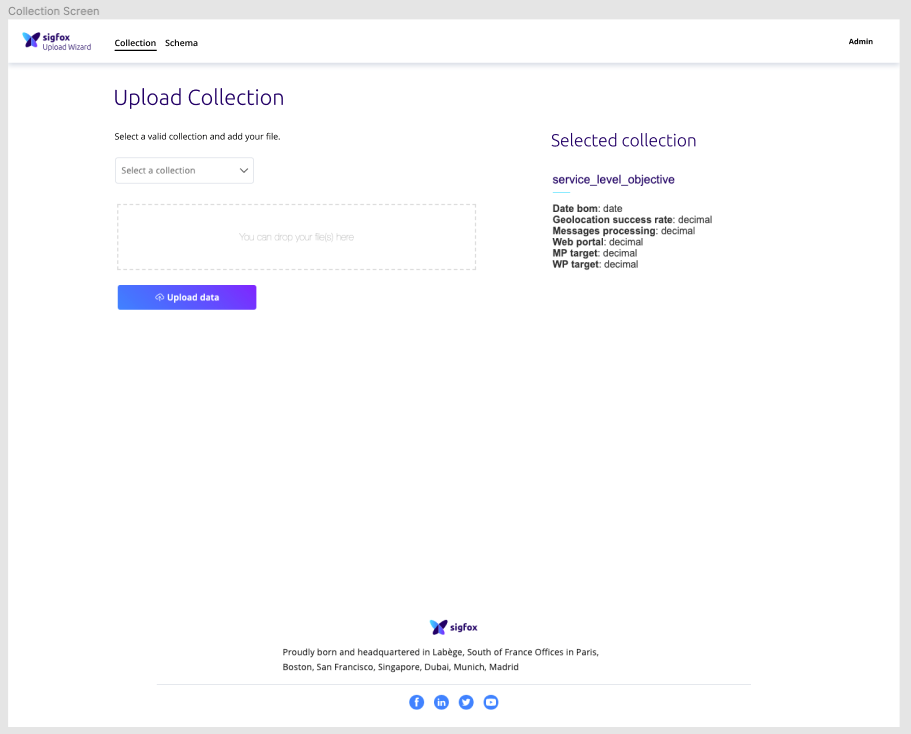 Collection Screen
sigfox
Upload Wizard
Collection Schema
Admin
Upload Collection
Select a valid collection and add your file.
Select a collection
You can drop your file(s) here
Upload data
Selected collection
service_level_objective
Date bom: date
Geolocation success rate: decimal
Messages processing: decimal
Web portal: decimal
MP target: decimal
WP target: decimal
sigfox
Proudly born and headquartered in Labège, South of France Offices in Paris,
Boston, San Francisco, Singapore, Dubai, Munich, Madrid